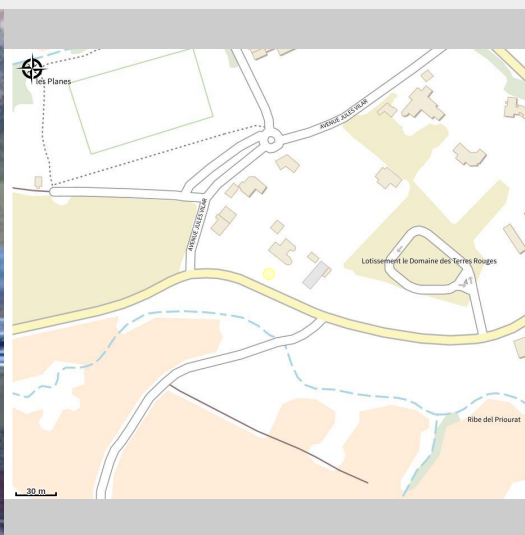 les Planes
AVENUE JULES VILAR
AVENUE JULES VILAR
Lotissement le Domaine des Terres Rouges
Ribe del Priourat
30 m